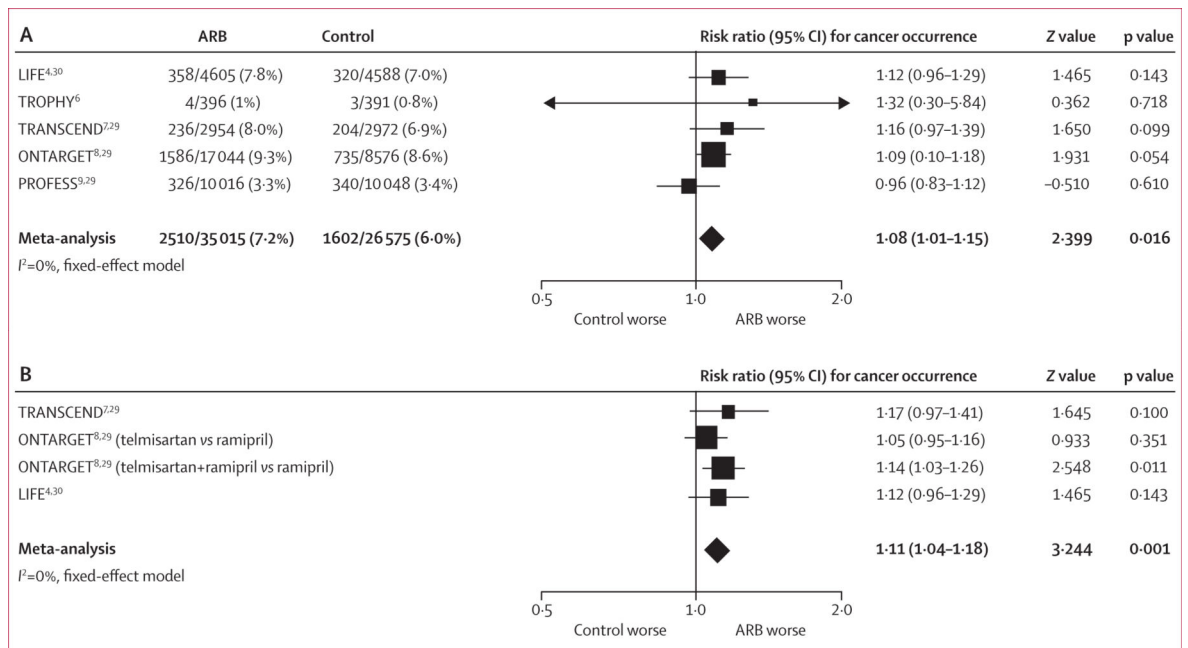 A ARB Control Risk ratio (95% CI) for cancer occurrence Z value p value
LIFE4,30 358/4605 (7·8%) 320/4588 (7·0%) 1·12 (0·96–1·29) 1·465 0·143
TROPHY6 4/396 (1%) 3/391 (0·8%) 1·32 (0·30–5·84) 0·362 0·718
TRANSCEND7,29 236/2954 (8·0%) 204/2972 (6·9%) 1·16 (0·97–1·39) 1·650 0·099
ONTARGET8,29 1586/17 044 (9·3%) 735/8576 (8·6%) 1·09 (0·10–1·18) 1·931 0·054
PROFESS9,29 326/10 016 (3·3%) 340/10 048 (3·4%) 0·96 (0·83–1·12) –0·510 0·610
Meta-analysis 2510/35 015 (7·2%) 1602/26 575 (6·0%) 1·08 (1·01–1·15) 2·399 0·016
I²=0%, fixed-effect model
0·5 1·0 2·0
Control worse ARB worse
B Risk ratio (95% CI) for cancer occurrence Z value p value
TRANSCEND7,29 1·17 (0·97–1·41) 1·645 0·100
ONTARGET8,29 (telmisartan vs ramipril) 1·05 (0·95–1·16) 0·933 0·351
ONTARGET8,29 (telmisartan+ramipril vs ramipril) 1·14 (1·03–1·26) 2·548 0·011
LIFE4,30 1·12 (0·96–1·29) 1·465 0·143
Meta-analysis 1·11 (1·04–1·18) 3·244 0·001
I²=0%, fixed-effect model
0·5 1·0 2·0
Control worse ARB worse